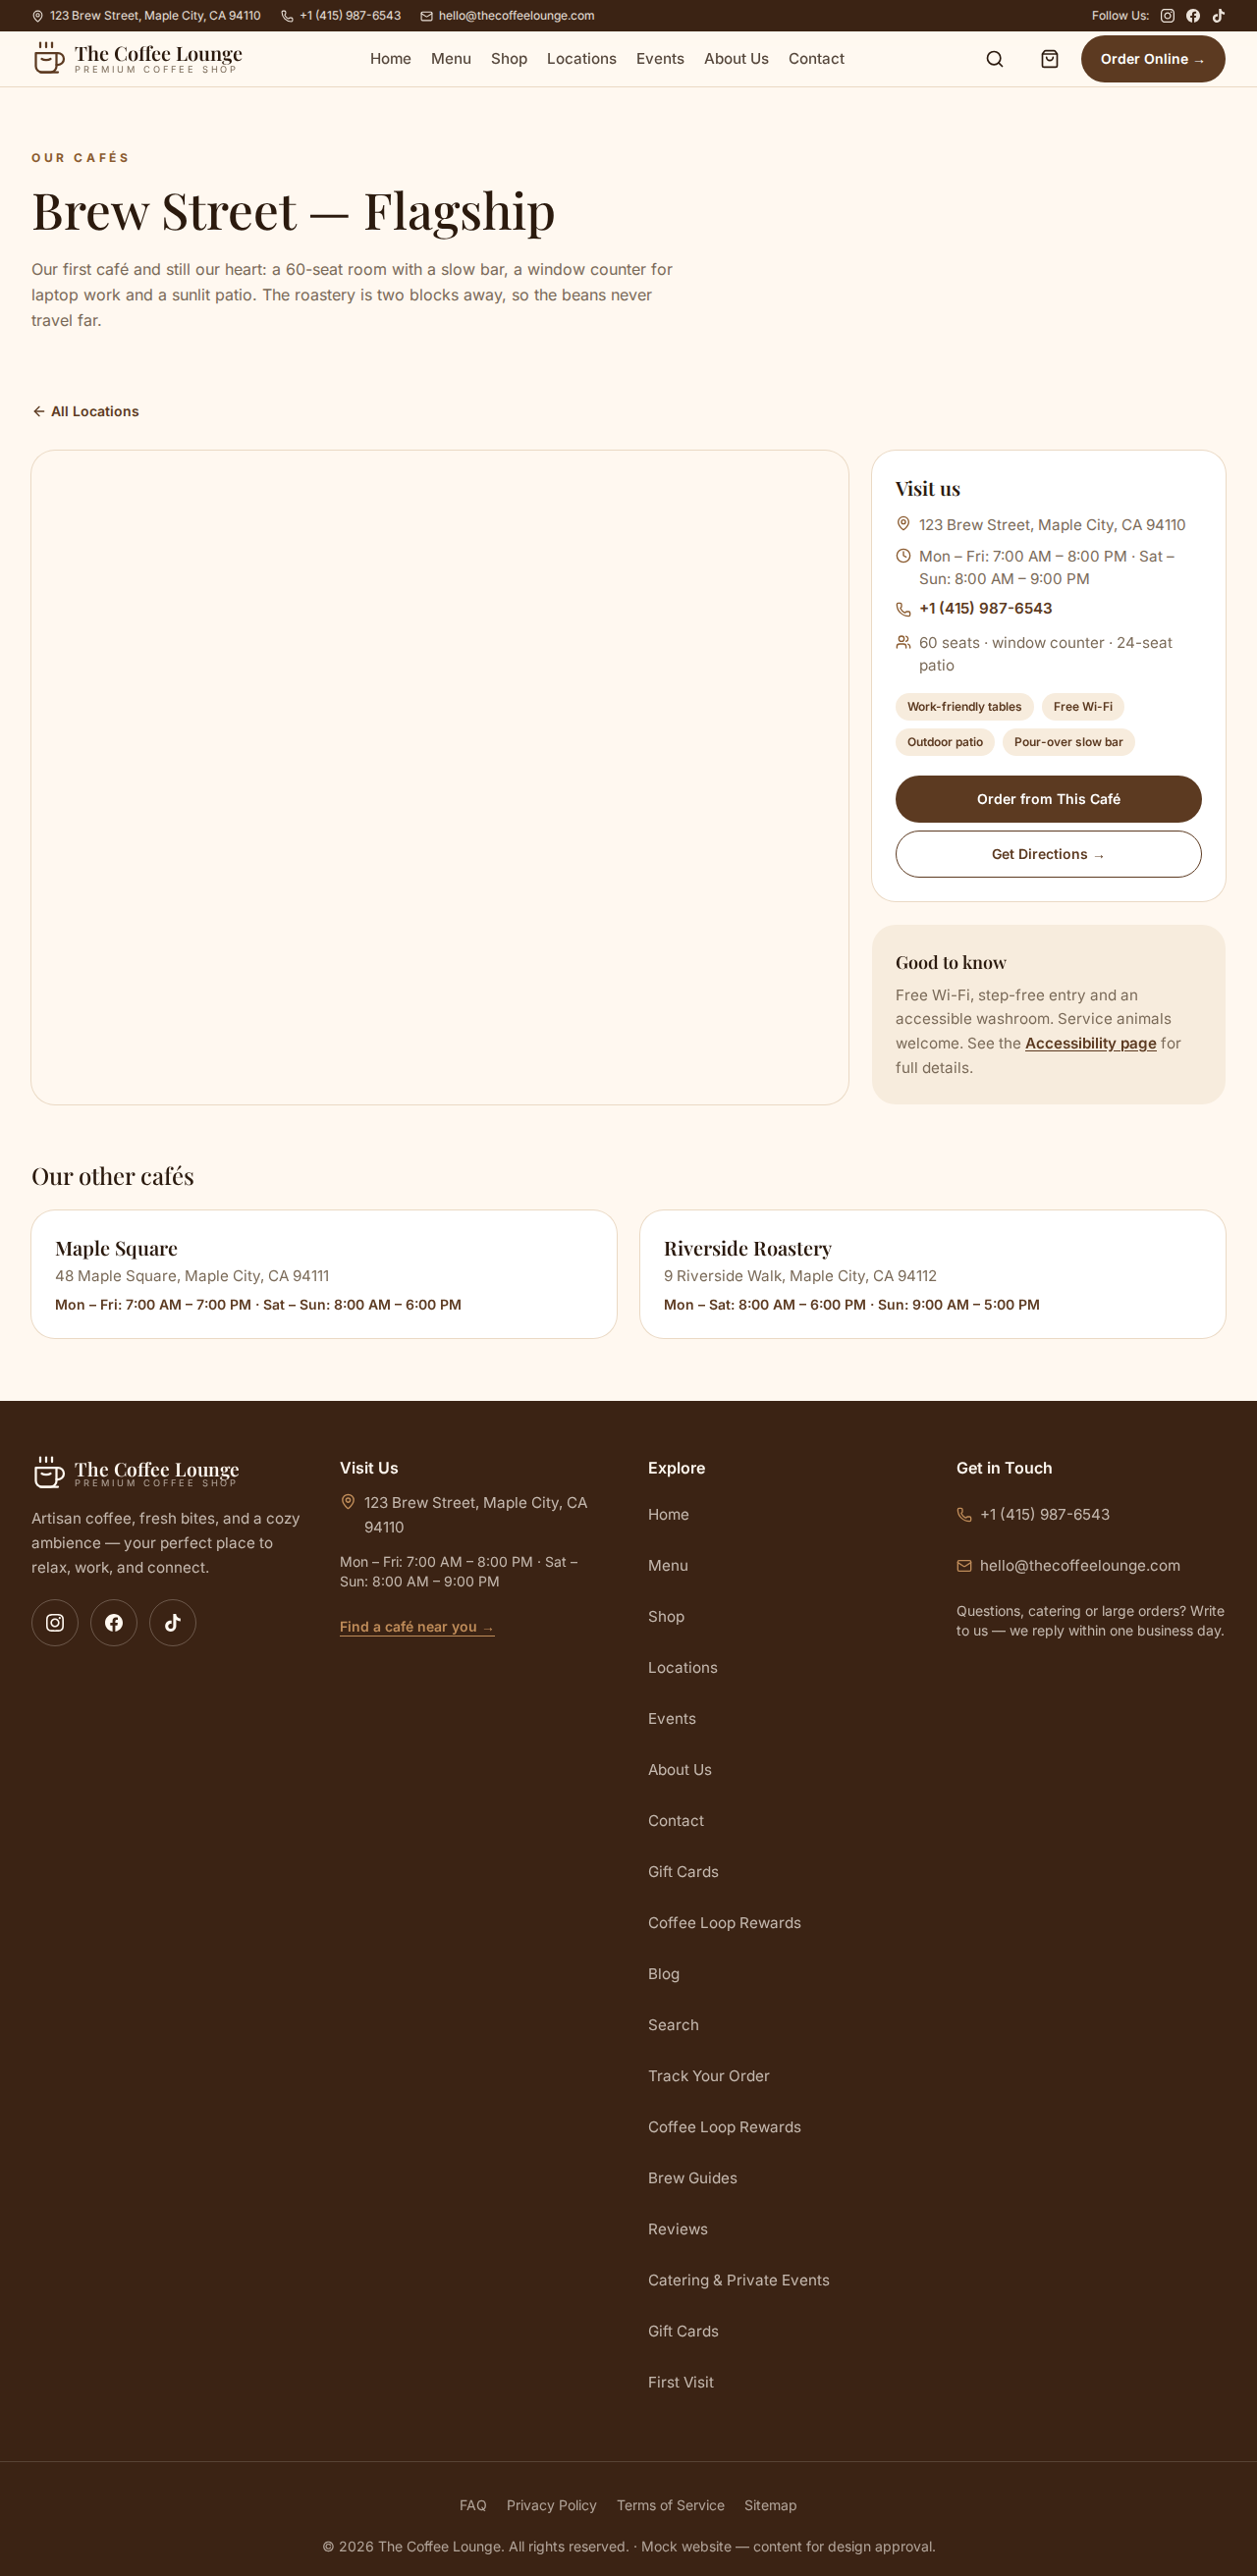 123 Brew Street, Maple City, CA 94110
+1 (415) 987-6543
hello@thecoffeelounge.com
Follow Us:
The Coffee Lounge
PREMIUM COFFEE SHOP
Home
Menu
Shop
Locations
Events
About Us
Contact
Order Online →
OUR CAFÉS
Brew Street — Flagship
Our first café and still our heart: a 60-seat room with a slow bar, a window counter for
laptop work and a sunlit patio. The roastery is two blocks away, so the beans never
travel far.
← All Locations
Visit us
123 Brew Street, Maple City, CA 94110
Mon – Fri: 7:00 AM – 8:00 PM · Sat –
Sun: 8:00 AM – 9:00 PM
+1 (415) 987-6543
60 seats · window counter · 24-seat
patio
Work-friendly tables
Free Wi-Fi
Outdoor patio
Pour-over slow bar
Order from This Café
Get Directions →
Good to know
Free Wi-Fi, step-free entry and an
accessible washroom. Service animals
welcome. See the Accessibility page for
full details.
Our other cafés
Maple Square
48 Maple Square, Maple City, CA 94111
Mon – Fri: 7:00 AM – 7:00 PM · Sat – Sun: 8:00 AM – 6:00 PM
Riverside Roastery
9 Riverside Walk, Maple City, CA 94112
Mon – Sat: 8:00 AM – 6:00 PM · Sun: 9:00 AM – 5:00 PM
The Coffee Lounge
PREMIUM COFFEE SHOP
Artisan coffee, fresh bites, and a cozy
ambience — your perfect place to
relax, work, and connect.
Visit Us
123 Brew Street, Maple City, CA
94110
Mon – Fri: 7:00 AM – 8:00 PM · Sat –
Sun: 8:00 AM – 9:00 PM
Find a café near you →
Explore
Home
Menu
Shop
Locations
Events
About Us
Contact
Gift Cards
Coffee Loop Rewards
Blog
Search
Track Your Order
Coffee Loop Rewards
Brew Guides
Reviews
Catering & Private Events
Gift Cards
First Visit
Get in Touch
+1 (415) 987-6543
hello@thecoffeelounge.com
Questions, catering or large orders? Write
to us — we reply within one business day.
FAQ
Privacy Policy
Terms of Service
Sitemap
© 2026 The Coffee Lounge. All rights reserved. · Mock website — content for design approval.